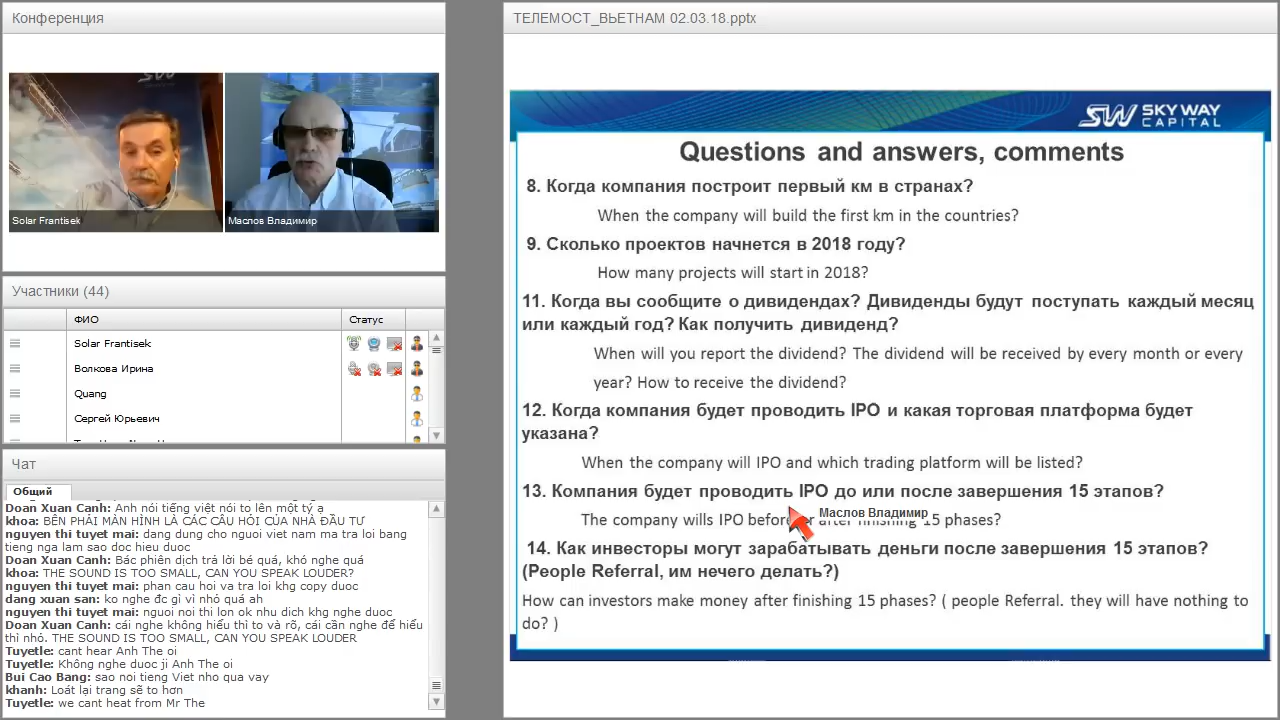 Конференция
Solar Frantisek
Маслов Владимир
Участники (44)
ФИО
Статус
Solar Frantisek
Волкова Ирина
Quang
Сергей Юрьевич
Чат
Общий
Doan Xuan Canh: Anh nói tiếng việt nói to lên một tý ạ
khoa: BÊN PHẢI MÀN HÌNH LÀ CÁC CÂU HỎI CỦA NHÀ ĐẦU TƯ
nguyen thi tuyet mai: dang dung cho nguoi viet nam ma tra loi bang
tieng nga lam sao doc hieu duoc
Doan Xuan Canh: Bác phiên dịch trả lời bé quá, khó nghe quá
khoa: THE SOUND IS TOO SMALL, CAN YOU SPEAK LOUDER?
nguyen thi tuyet mai: phan cau hoi va tra loi khg copy duoc
dang xuan san: ko nghe đc gì vì nhỏ quá ah
nguyen thi tuyet mai: nguoi noi thi lon ok nhu dich khg nghe duoc
Doan Xuan Canh: cái nghe không hiểu thì to và rõ, cái cần nghe để hiểu
thì nhỏ. THE SOUND IS TOO SMALL, CAN YOU SPEAK LOUDER
Tuyetle: cant hear Anh The oi
Tuyetle: Không nghe duoc ji Anh The oi
Bui Cao Bang: sao noi tieng Viet nho qua vay
khanh: Loát lại trang sẽ to hơn
Tuyetle: we cant heat from Mr The
ТЕЛЕМОСТ_ВЬЕТНАМ 02.03.18.pptx
SW SKY WAY
CAPITAL
Questions and answers, comments
8. Когда компания построит первый км в странах?
When the company will build the first km in the countries?
9. Сколько проектов начнется в 2018 году?
How many projects will start in 2018?
11. Когда вы сообщите о дивидендах? Дивиденды будут поступать каждый месяц
или каждый год? Как получить дивиденд?
When will you report the dividend? The dividend will be received by every month or every
year? How to receive the dividend?
12. Когда компания будет проводить IPO и какая торговая платформа будет
указана?
When the company will IPO and which trading platform will be listed?
13. Компания будет проводить IPO до или после завершения 15 этапов?
Маслов Владимир
The company wills IPO before or after finishing 15 phases?
14. Как инвесторы могут зарабатывать деньги после завершения 15 этапов?
(People Referral, им нечего делать?)
How can investors make money after finishing 15 phases? ( people Referral. they will have nothing to
do? )